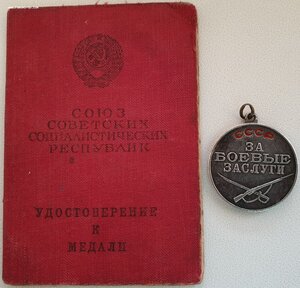 СОЮЗ
СОВЕТСКИХ
СОЦИАЛИСТИЧЕСКИХ
РЕСПУБЛИК
УДОСТОВЕРЕНИЕ
К
МЕДАЛИ
СССР
ЗА
БОЕВЫЕ
ЗАСЛУГИ